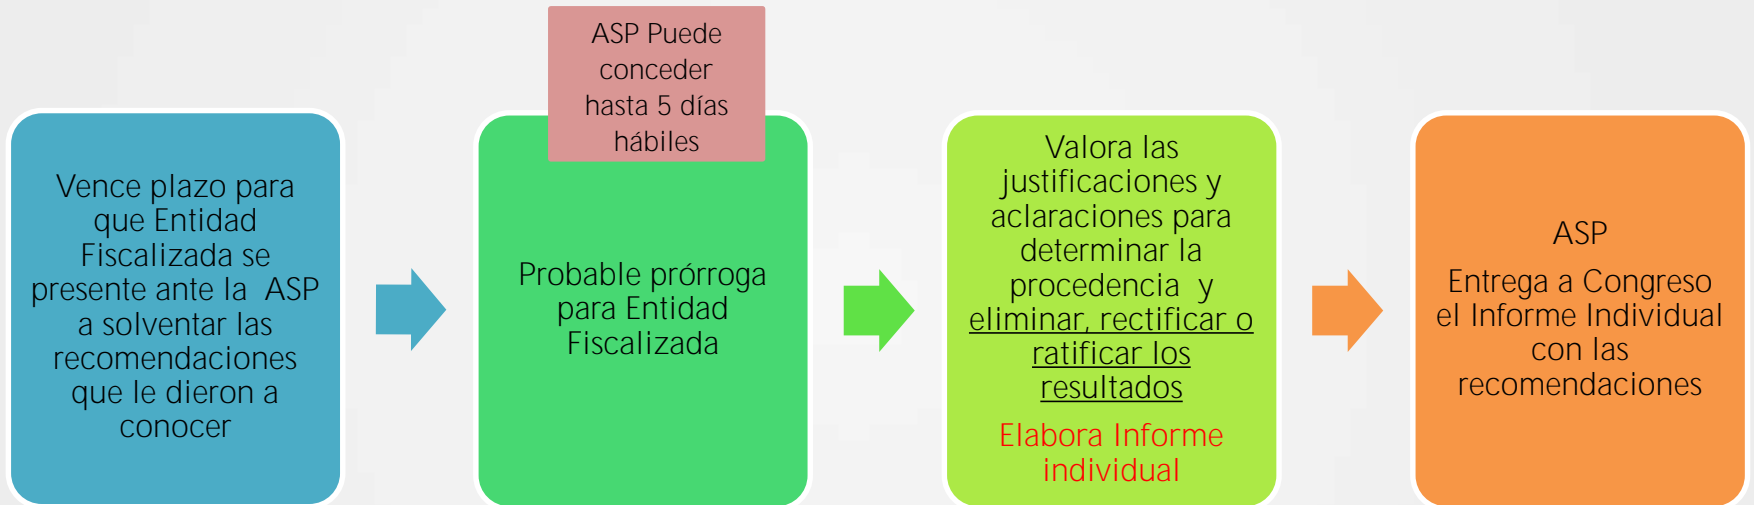 Vence plazo para
que Entidad
Fiscalizada se
presente ante la ASP
a solventar las
recomendaciones
que le dieron a
conocer
ASP Puede
conceder
hasta 5 días
hábiles
Probable prórroga
para Entidad
Fiscalizada
Valora las
justificaciones y
aclaraciones para
determinar la
procedencia y
eliminar, rectificar o
ratificar los
resultados
Elabora Informe
individual
ASP
Entrega a Congreso
el Informe Individual
con las
recomendaciones